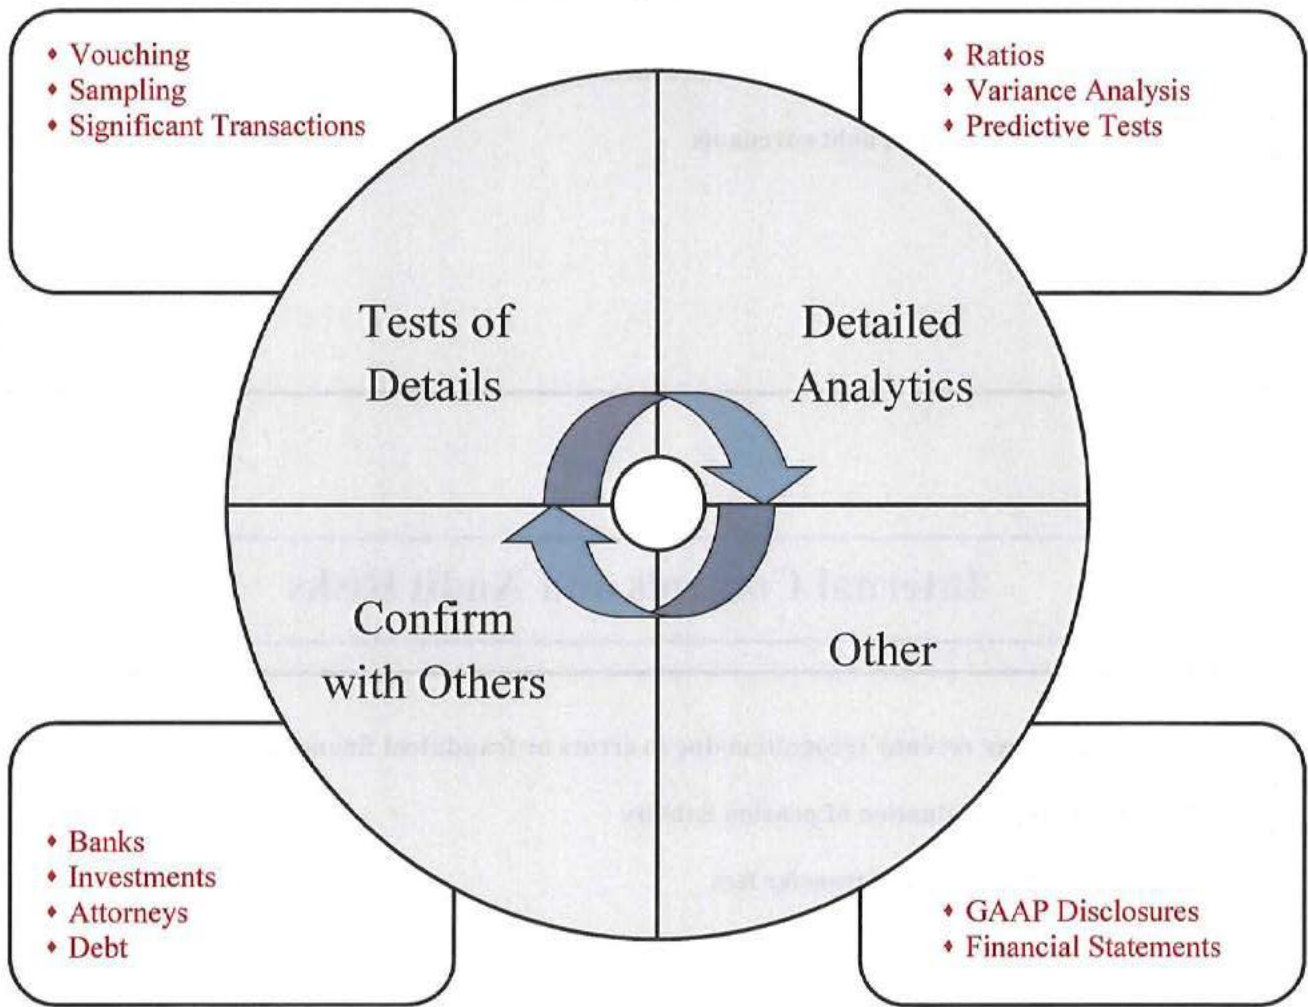 Vouching
Sampling
Significant Transactions
Ratios
Variance Analysis
Predictive Tests
Tests of
Details
Detailed
Analytics
Confirm
with Others
Other
Banks
Investments
Attorneys
Debt
GAAP Disclosures
Financial Statements